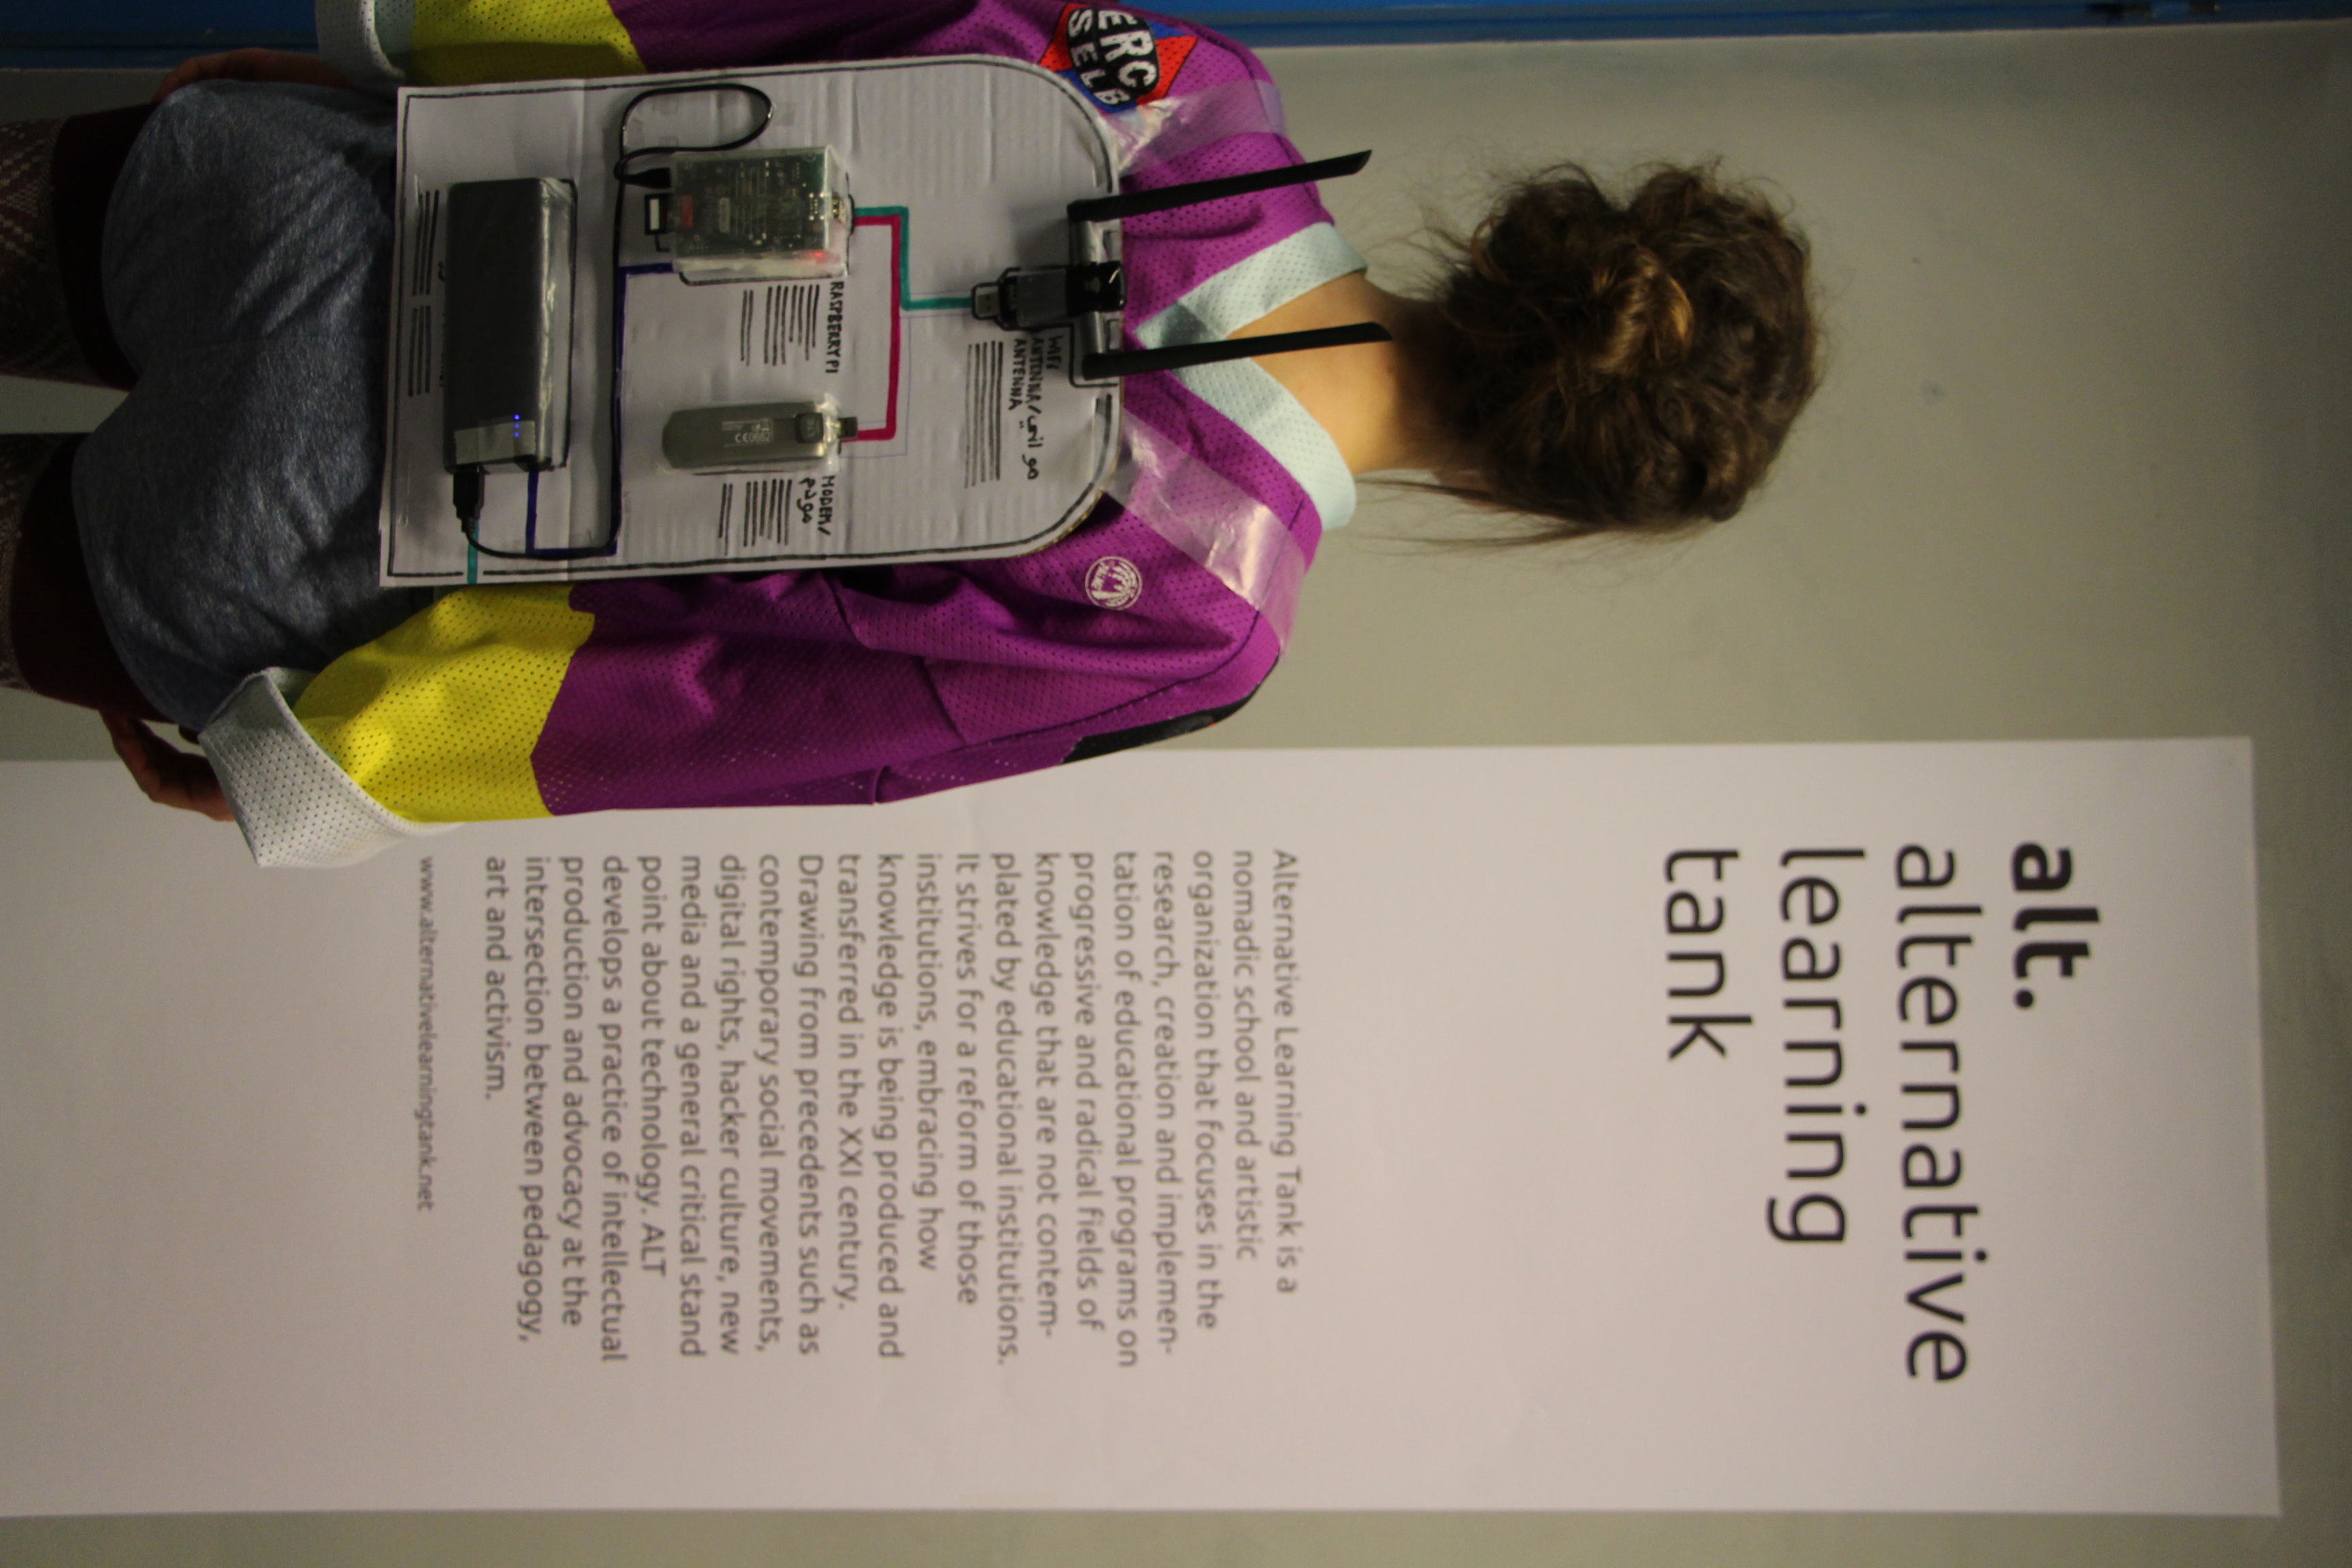 alt.
alternative
learning
tank
Alternative Learning Tank is a
nomadic school and artistic
organization that focuses in the
research, creation and implemen-
tation of educational programs on
progressive and radical fields of
knowledge that are not contem-
plated by educational institutions.
It strives for a reform of those
institutions, embracing how
knowledge is being produced and
transferred in the XXI century.
Drawing from precedents such as
contemporary social movements,
digital rights, hacker culture, new
media and a general critical stand
point about technology. ALT
develops a practice of intellectual
production and advocacy at the
intersection between pedagogy,
art and activism.
www.alternativelearningtank.net
ERC
SELB
WIFI
ANTENNA/هوائي
ANTENNA
RASPBERRY PI
MODEM/
مودم